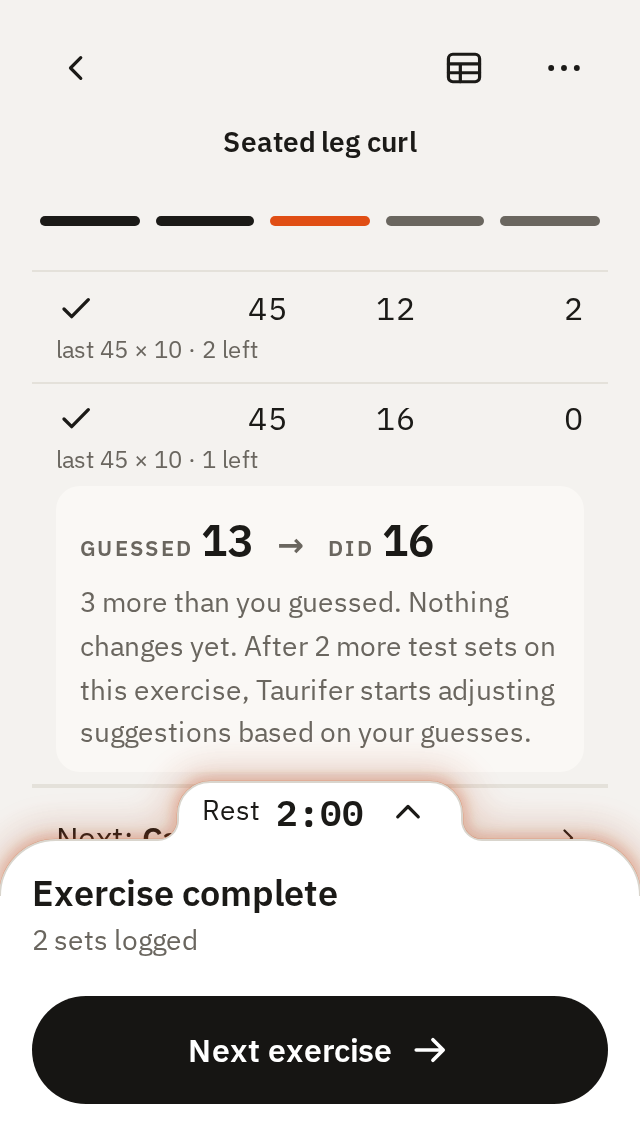 Seated leg curl
45 12 2
last 45 × 10 · 2 left
45 16 0
last 45 × 10 · 1 left
GUESSED 13 → DID 16
3 more than you guessed. Nothing
changes yet. After 2 more test sets on
this exercise, Taurifer starts adjusting
suggestions based on your guesses.
Rest 2:00
Next:
Exercise complete
2 sets logged
Next exercise →